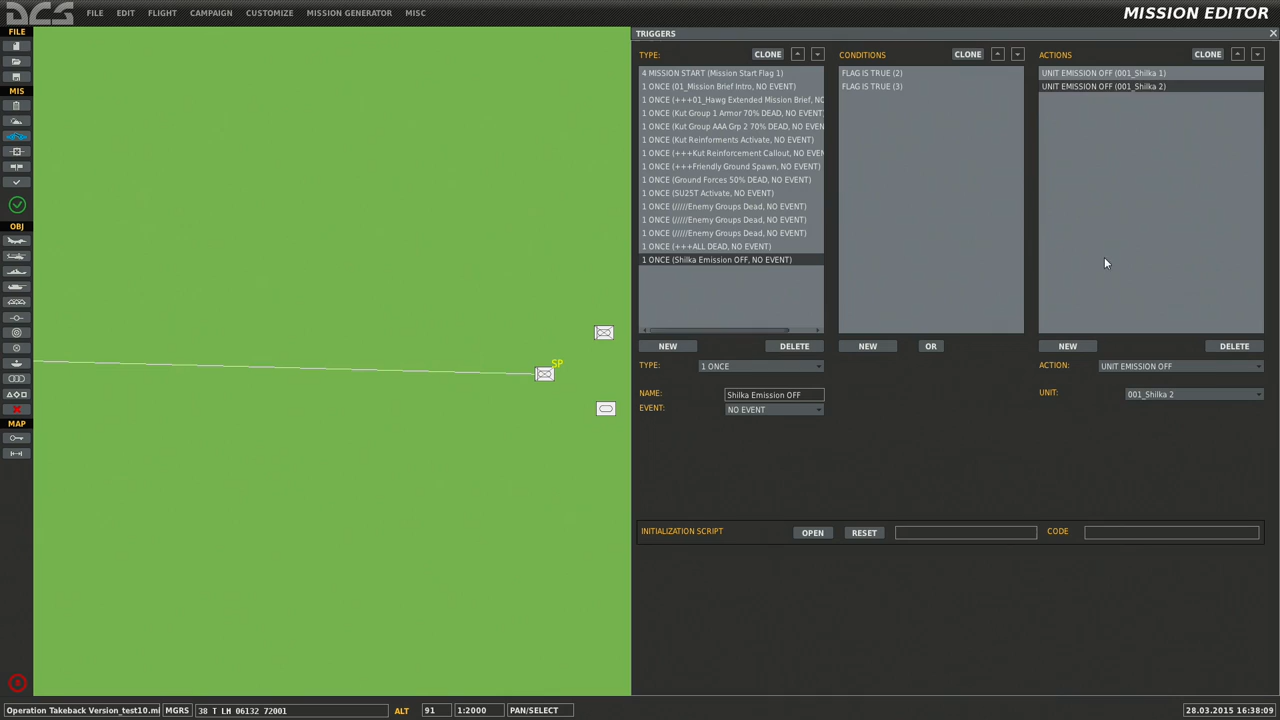 DCS FILE EDIT FLIGHT CAMPAIGN CUSTOMIZE MISSION GENERATOR MISC MISSION EDITOR
FILE
MIS
OBJ
MAP
SP
TRIGGERS
TYPE: CLONE
4 MISSION START (Mission Start Flag 1)
1 ONCE (01_Mission Brief Intro, NO EVENT)
1 ONCE (+++01_Hawg Extended Mission Brief, NO
1 ONCE (Kut Group 1 Armor 70% DEAD, NO EVENT)
1 ONCE (Kut Group AAA Grp 2 70% DEAD, NO EVEN
1 ONCE (Kut Reinforments Activate, NO EVENT)
1 ONCE (+++Kut Reinforcement Callout, NO EVEN
1 ONCE (+++Friendly Ground Spawn, NO EVENT)
1 ONCE (Ground Forces 50% DEAD, NO EVENT)
1 ONCE (SU25T Activate, NO EVENT)
1 ONCE (/////Enemy Groups Dead, NO EVENT)
1 ONCE (/////Enemy Groups Dead, NO EVENT)
1 ONCE (/////Enemy Groups Dead, NO EVENT)
1 ONCE (+++ALL DEAD, NO EVENT)
1 ONCE (Shilka Emission OFF, NO EVENT)
NEW DELETE
TYPE: 1 ONCE
NAME: Shilka Emission OFF
EVENT: NO EVENT
CONDITIONS CLONE
FLAG IS TRUE (2)
FLAG IS TRUE (3)
NEW OR
ACTIONS CLONE
UNIT EMISSION OFF (001_Shilka 1)
UNIT EMISSION OFF (001_Shilka 2)
NEW DELETE
ACTION: UNIT EMISSION OFF
UNIT: 001_Shilka 2
INITIALIZATION SCRIPT OPEN RESET CODE
Operation Takeback Version_test10.mi MGRS 38 T LM 06132 72001 ALT 91 1:2000 PAN/SELECT 28.03.2015 16:38:09